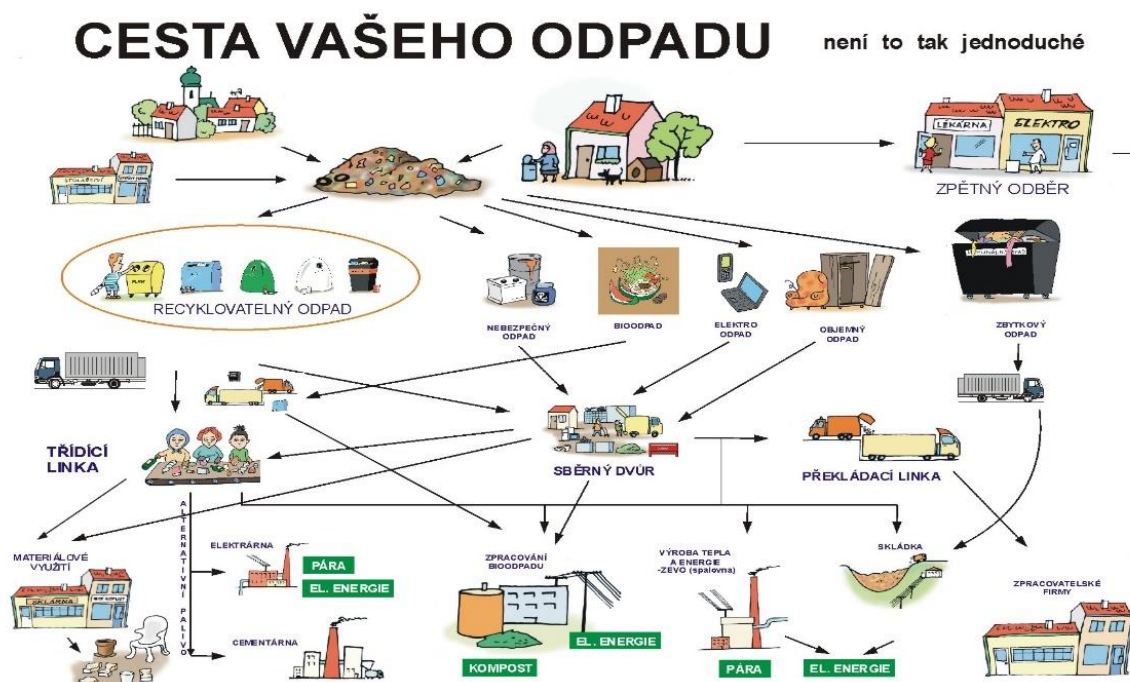 CESTA VAŠEHO ODPADU
není to tak jednoduché
LÉKÁRNA
ELEKTRO
ZPĚTNÝ ODBĚR
RECYKLOVATELNÝ ODPAD
NEBEZPEČNÝ
ODPAD
BIOODPAD
ELEKTRO
ODPAD
OBJEMNÝ
ODPAD
ZBYTKOVÝ
ODPAD
TŘÍDÍCÍ
LINKA
SBĚRNÝ DVŮR
PŘEKLÁDACÍ LINKA
ALTERNATIVNÍ PALIVO
MATERIÁLOVÉ
VYUŽITÍ
SKLÁRNA
ELEKTRÁRNA
PÁRA
EL. ENERGIE
CEMENTÁRNA
ZPRACOVÁNÍ
BIOODPADU
KOMPOST
EL. ENERGIE
VÝROBA TEPLA
A ENERGIE
-ZEVO (spalovna)
PÁRA
EL. ENERGIE
SKLÁDKA
ZPRACOVATELSKÉ
FIRMY